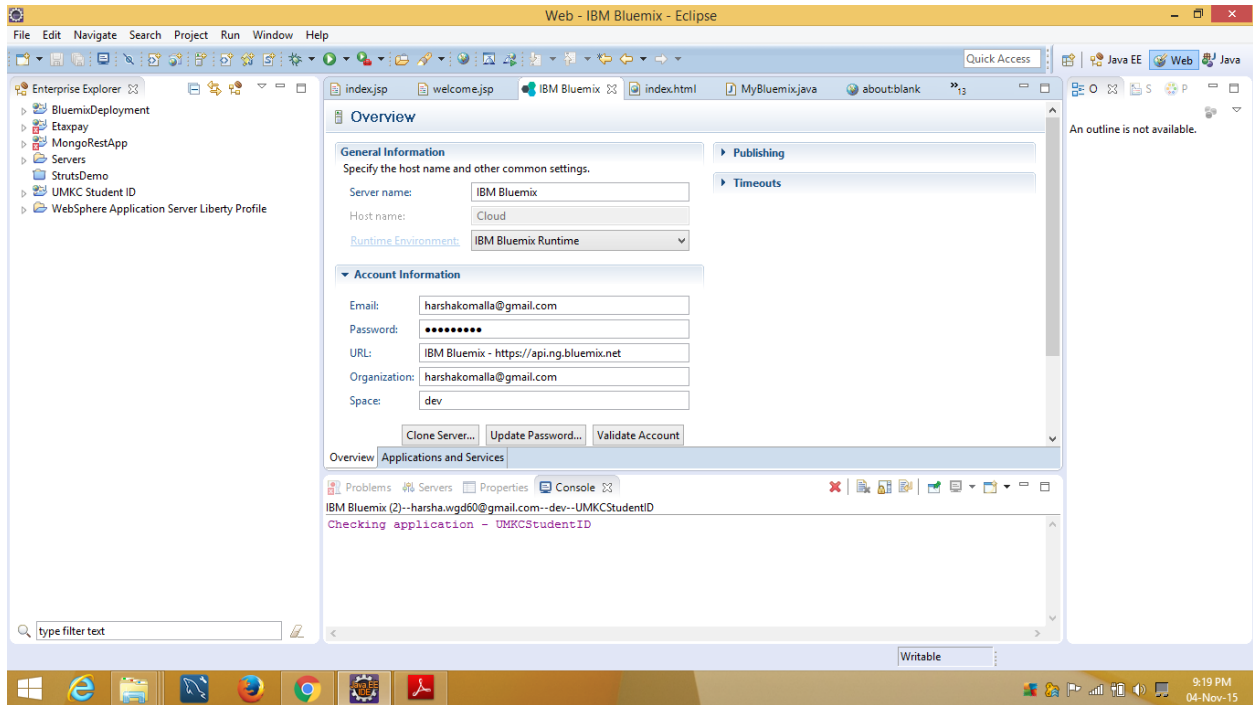 Web - IBM Bluemix - Eclipse
File Edit Navigate Search Project Run Window Help
Quick Access Java EE Web Java
Enterprise Explorer
BluemixDeployment
Etaxpay
MongoRestApp
Servers
StrutsDemo
UMKC Student ID
WebSphere Application Server Liberty Profile
type filter text
index.jsp welcome.jsp IBM Bluemix index.html MyBluemix.java about:blank »13
Overview
General Information
Specify the host name and other common settings.
Server name: IBM Bluemix
Host name: Cloud
Runtime Environment: IBM Bluemix Runtime
Account Information
Email: harshakomalla@gmail.com
Password: ●●●●●●●●●
URL: IBM Bluemix - https://api.ng.bluemix.net
Organization: harshakomalla@gmail.com
Space: dev
Clone Server... Update Password... Validate Account
Publishing
Timeouts
Overview Applications and Services
Problems Servers Properties Console
IBM Bluemix (2)--harsha.wgd60@gmail.com--dev--UMKCStudentID
Checking application - UMKCStudentID
O S P
An outline is not available.
Writable
Java EE
IDE
9:19 PM
04-Nov-15